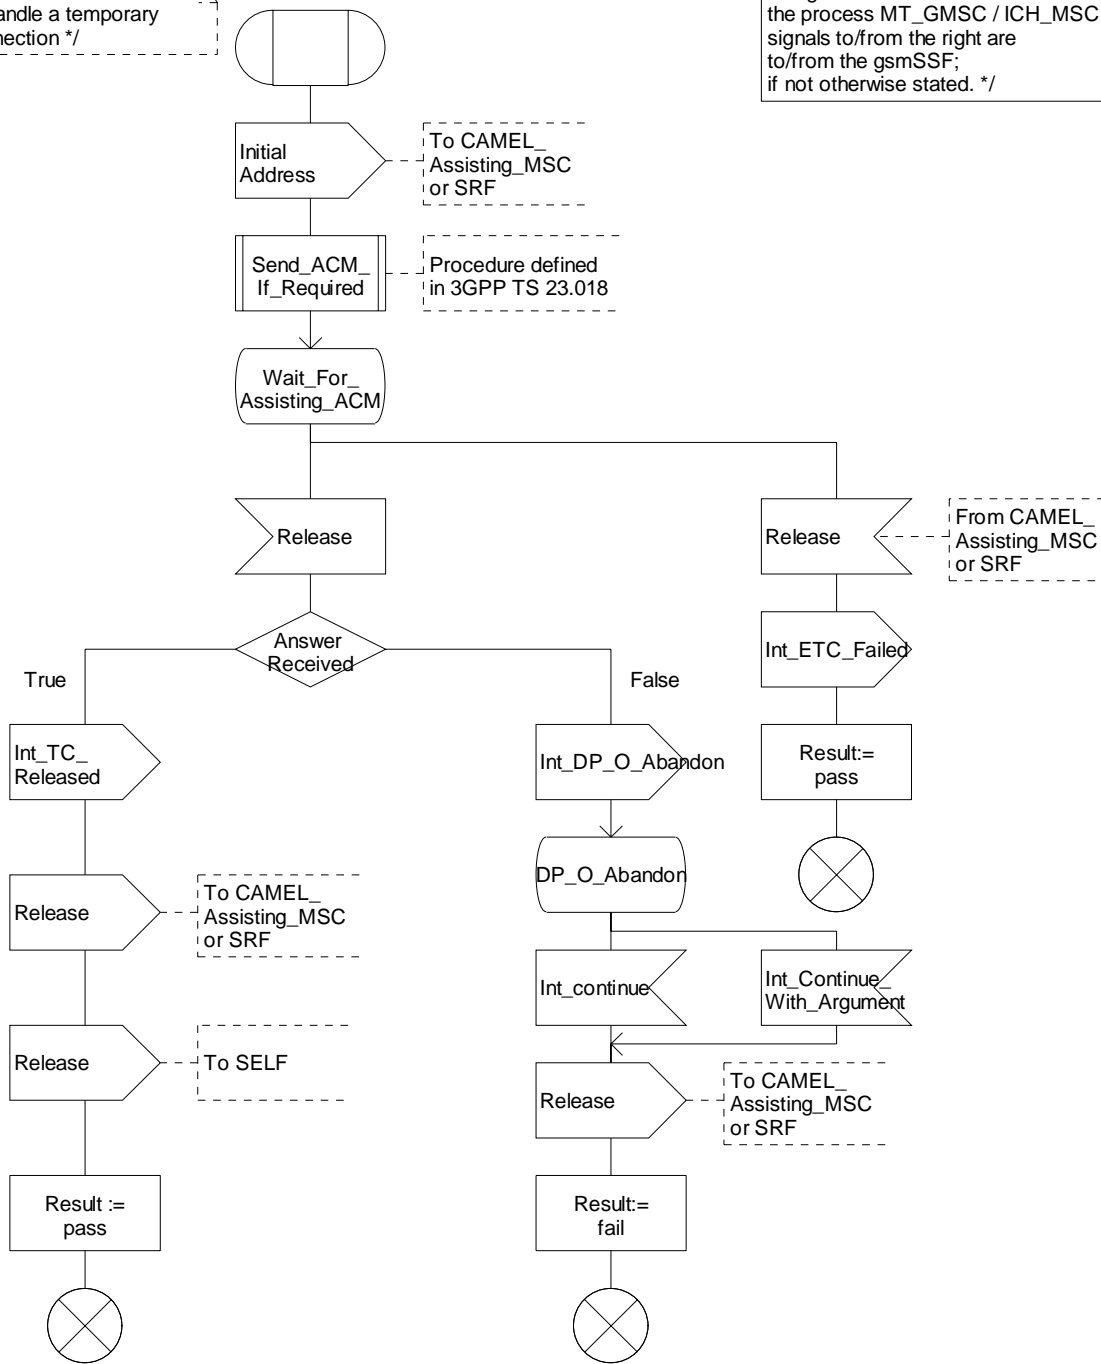 andle a temporary
nection */
the process MT_GMSC / ICH_MSC
signals to/from the right are
to/from the gsmSSF;
if not otherwise stated. */
Initial
Address
To CAMEL_
Assisting_MSC
or SRF
Send_ACM_
If_Required
Procedure defined
in 3GPP TS 23.018
Wait_For_
Assisting_ACM
Release
Release
From CAMEL_
Assisting_MSC
or SRF
Answer
Received
Int_ETC_Failed
True
False
Int_TC_
Released
Int_DP_O_Abandon
Result:=
pass
DP_O_Abandon
Release
To CAMEL_
Assisting_MSC
or SRF
Int_continue
Int_Continue_
With_Argument
Release
To SELF
Release
To CAMEL_
Assisting_MSC
or SRF
Result :=
pass
Result:=
fail